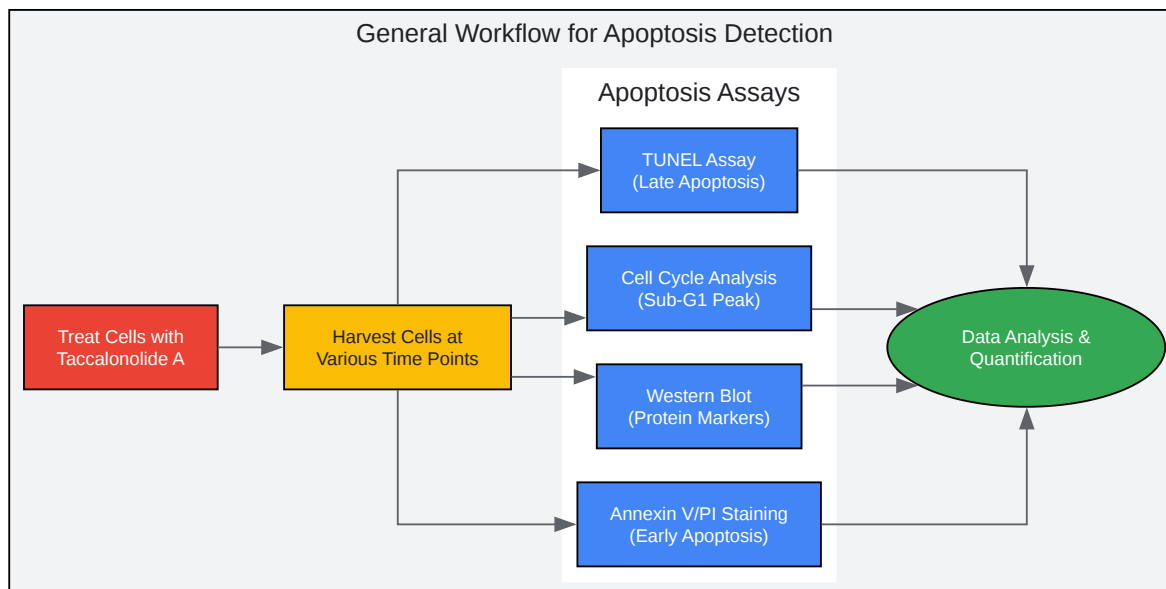 General Workflow for Apoptosis Detection
Apoptosis Assays
TUNEL Assay
(Late Apoptosis)
Cell Cycle Analysis
(Sub-G1 Peak)
Treat Cells with
Taccalonolide A
Harvest Cells at
Various Time Points
Data Analysis &
Quantification
Western Blot
(Protein Markers)
Annexin V/PI Staining
(Early Apoptosis)